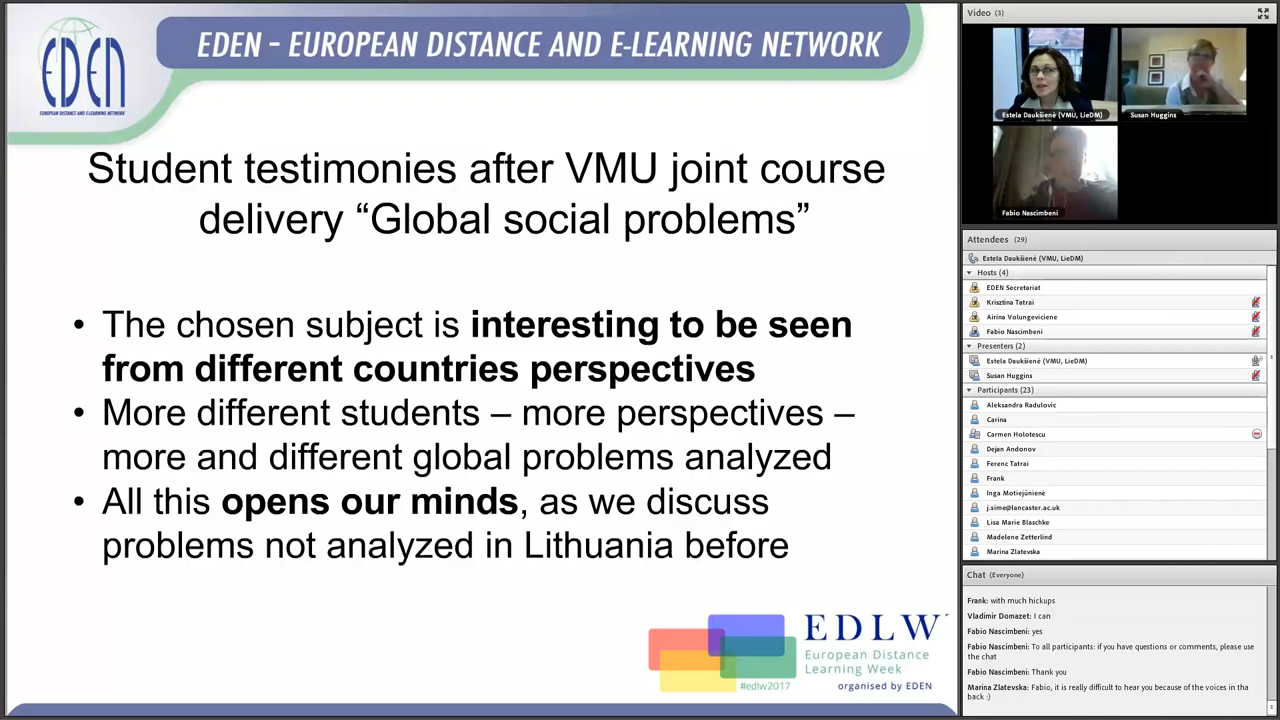 EDEN
EUROPEAN DISTANCE AND E-LEARNING NETWORK
EDEN – EUROPEAN DISTANCE AND E-LEARNING NETWORK
Student testimonies after VMU joint course
delivery “Global social problems”
• The chosen subject is interesting to be seen
from different countries perspectives
• More different students – more perspectives –
more and different global problems analyzed
• All this opens our minds, as we discuss
problems not analyzed in Lithuania before
EDLW
European Distance
Learning Week
#edlw2017
organised by EDEN
Video (3)
Estela Daukšienė (VMU, LieDM)
Susan Huggins
Fabio Nascimbeni
Attendees (29)
Estela Daukšienė (VMU, LieDM)
Hosts (4)
EDEN Secretariat
Krisztina Tatrai
Airina Volungeviciene
Fabio Nascimbeni
Presenters (2)
Estela Daukšienė (VMU, LieDM)
Susan Huggins
Participants (23)
Aleksandra Radulovic
Carina
Carmen Holotescu
Dejan Andonov
Ferenc Tatrai
Frank
Inga Motiejūnienė
j.sime@lancaster.ac.uk
Lisa Marie Blaschke
Madelene Zetterlind
Marina Zlatevska
Chat (Everyone)
Frank: with much hickups
Vladimir Domazet: I can
Fabio Nascimbeni: yes
Fabio Nascimbeni: To all participants: if you have questions or comments, please use
the chat
Fabio Nascimbeni: Thank you
Marina Zlatevska: Fabio, it is really difficult to hear you because of the voices in tha
back :)